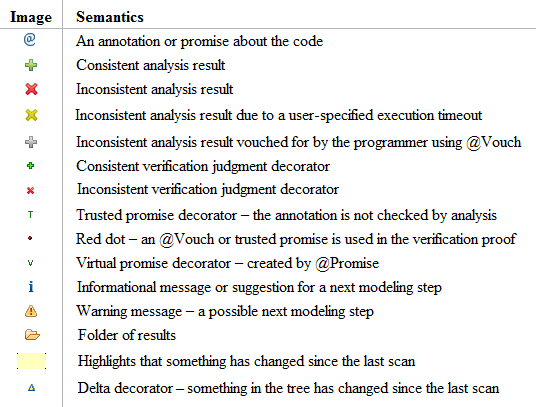 Image Semantics
@ An annotation or promise about the code
Consistent analysis result
Inconsistent analysis result
Inconsistent analysis result due to a user-specified execution timeout
Inconsistent analysis result vouched for by the programmer using @Vouch
Consistent verification judgment decorator
Inconsistent verification judgment decorator
T Trusted promise decorator – the annotation is not checked by analysis
Red dot – an @Vouch or trusted promise is used in the verification proof
v Virtual promise decorator – created by @Promise
i Informational message or suggestion for a next modeling step
Warning message – a possible next modeling step
Folder of results
Highlights that something has changed since the last scan
Delta decorator – something in the tree has changed since the last scan